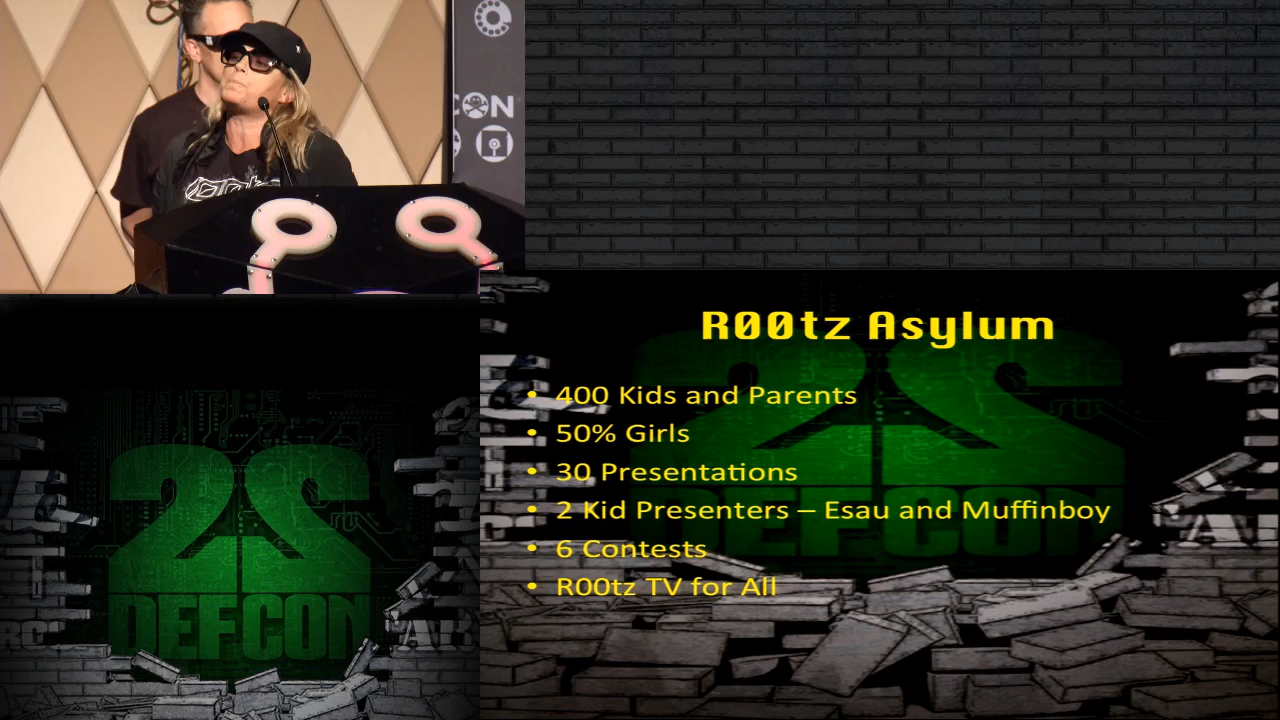 CON
R00tz Asylum
• 400 Kids and Parents
• 50% Girls
• 30 Presentations
• 2 Kid Presenters – Esau and Muffinboy
• 6 Contests
• R00tz TV for All
22
DEFCON
22
DEFCON